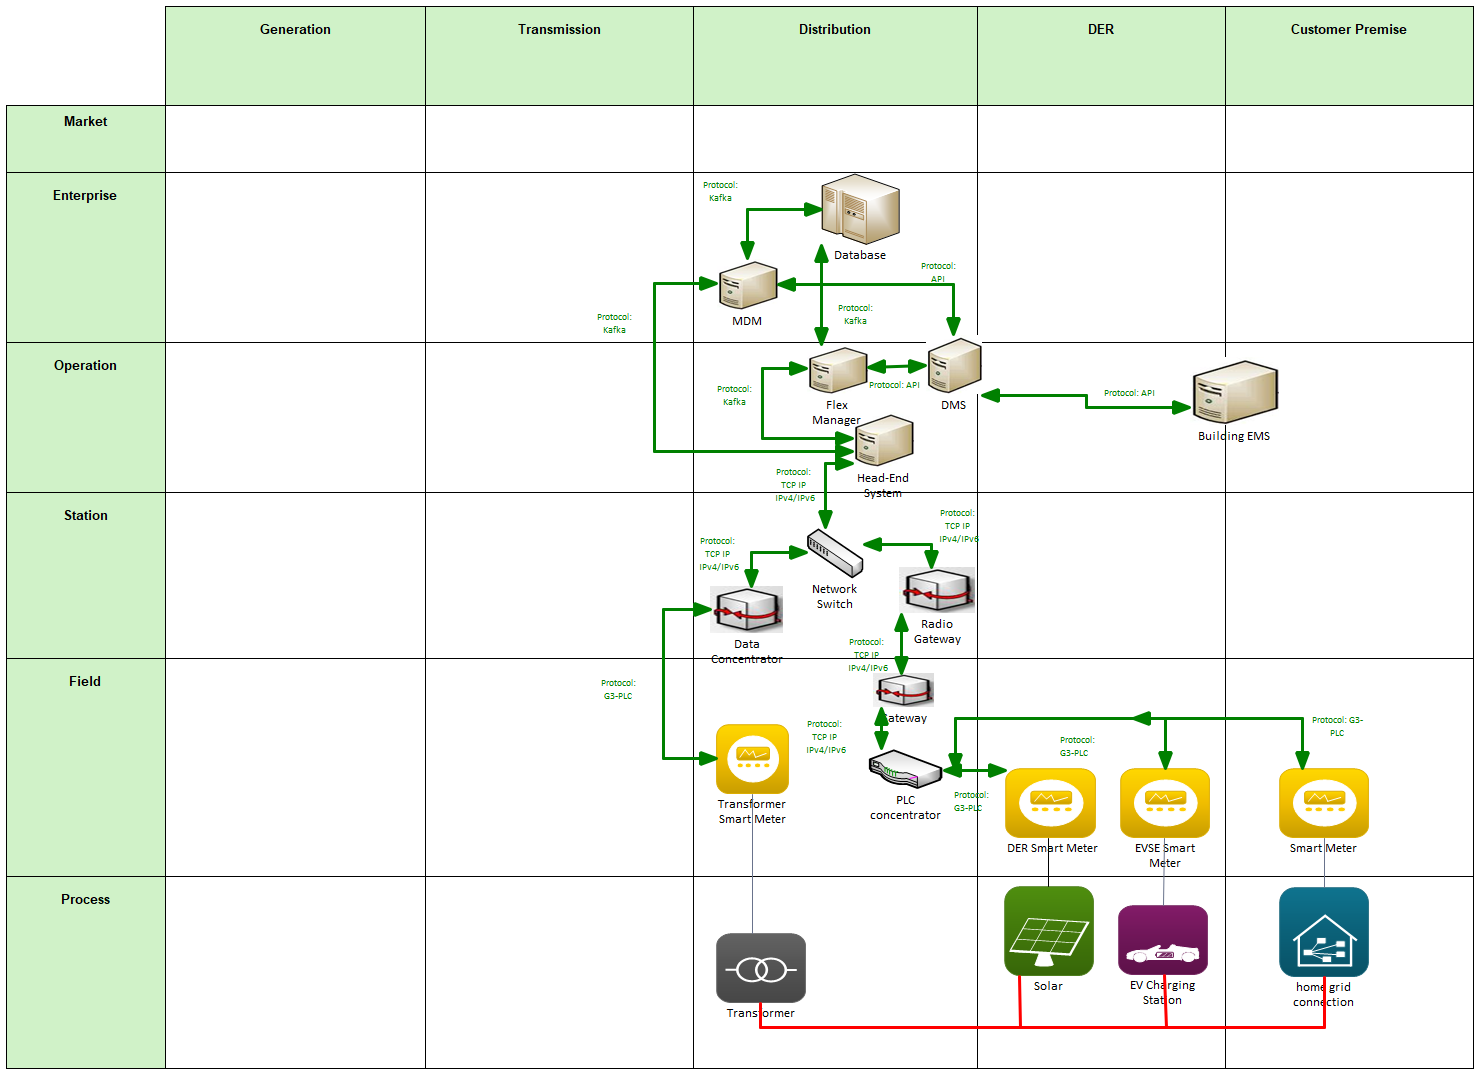 Generation
Transmission
Distribution
DER
Customer Premise
Market
Enterprise
Protocol:
Kafka
Database
Protocol:
API
MDM
Protocol:
Kafka
Protocol:
Kafka
Operation
Protocol: API
Protocol:
Kafka
Flex
Manager
DMS
Protocol: API
Building EMS
Protocol:
TCP IP
IPv4/IPv6
Head-End
System
Station
Protocol:
TCP IP
IPv4/IPv6
Protocol:
TCP IP
IPv4/IPv6
Network
Switch
Data
Concentrator
Radio
Gateway
Protocol:
TCP IP
IPv4/IPv6
Field
Protocol:
G3-PLC
Gateway
Protocol:
TCP IP
IPv4/IPv6
Protocol:
G3-PLC
Protocol: G3-
PLC
Transformer
Smart Meter
PLC
concentrator
Protocol:
G3-PLC
DER Smart Meter
EVSE Smart
Meter
Smart Meter
Process
Transformer
Solar
EV Charging
Station
home grid
connection